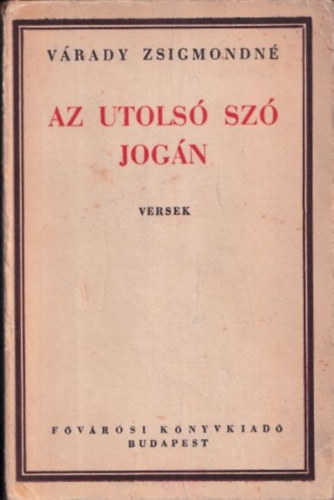 VÁRADY ZSIGMONDNÉ
AZ UTOLSÓ SZÓ
JOGÁN
VERSEK
FŐVÁROSI KÖNYVKIADÓ
BUDAPEST